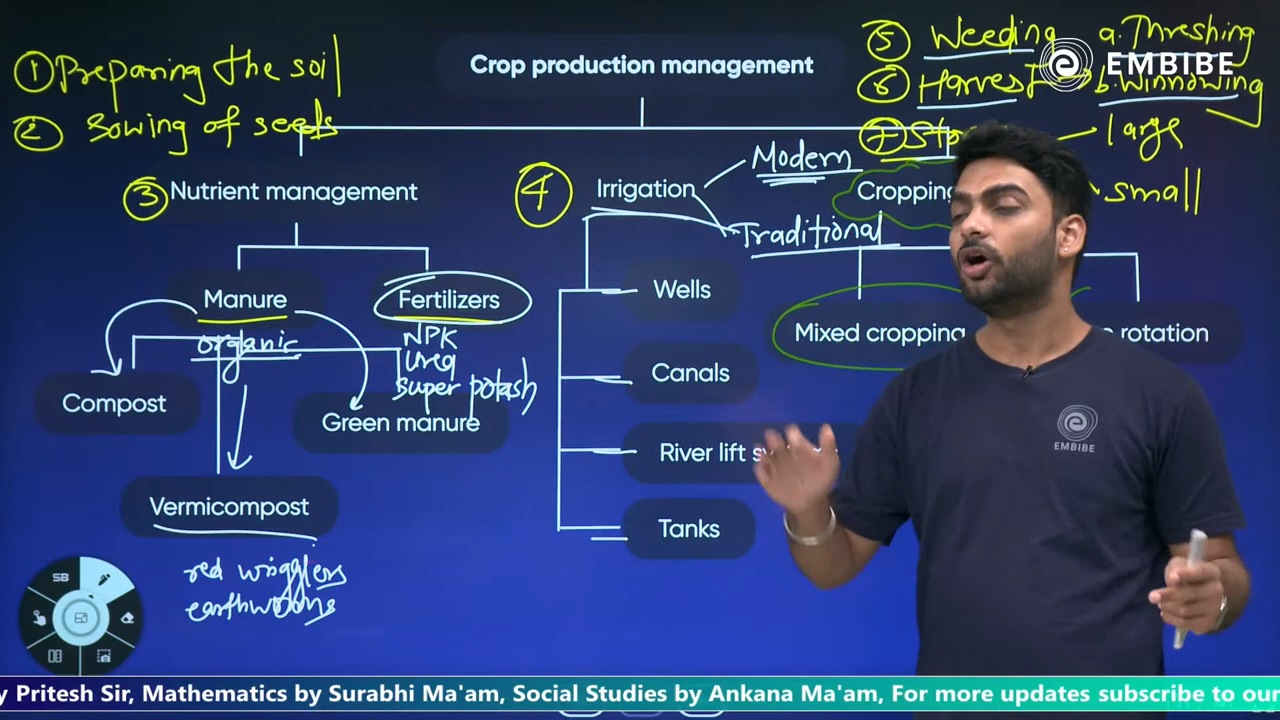 Crop production management
① Preparing the soil
② Sowing of seeds
⑤ Weeding
a. Threshing
⑥ Harvest
b. Winnowing
EMBIBE
⑦
large
small
③ Nutrient management
④ Irrigation
Modern
Traditional
Cropping
Manure
organic
Fertilizers
NPK
Urea
Super potash
Compost
Green manure
Vermicompost
red wrigglers
earthworms
Wells
Canals
River lift
Tanks
Mixed cropping
rotation
EMBIBE
SB
y Pritesh Sir, Mathematics by Surabhi Ma'am, Social Studies by Ankana Ma'am, For more updates subscribe to our